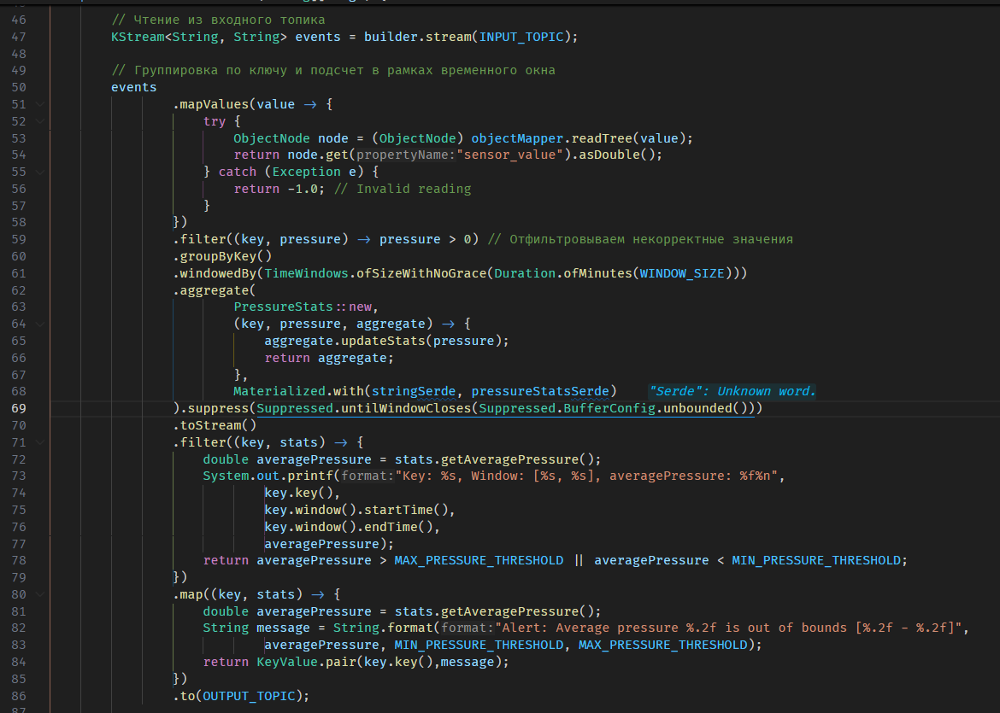 46 // Чтение из входного топика
47 KStream<String, String> events = builder.stream(INPUT_TOPIC);
48
49 // Группировка по ключу и подсчет в рамках временного окна
50 events
51 .mapValues(value -> {
52 try {
53 ObjectNode node = (ObjectNode) objectMapper.readTree(value);
54 return node.get(propertyName:"sensor_value").asDouble();
55 } catch (Exception e) {
56 return -1.0; // Invalid reading
57 }
58 })
59 .filter((key, pressure) -> pressure > 0) // Отфильтровываем некорректные значения
60 .groupByKey()
61 .windowedBy(TimeWindows.ofSizeWithNoGrace(Duration.ofMinutes(WINDOW_SIZE)))
62 .aggregate(
63 PressureStats::new,
64 (key, pressure, aggregate) -> {
65 aggregate.updateStats(pressure);
66 return aggregate;
67 },
68 Materialized.with(stringSerde, pressureStatsSerde) "Serde": Unknown word.
69 ).suppress(Suppressed.untilWindowCloses(Suppressed.BufferConfig.unbounded()))
70 .toStream()
71 .filter((key, stats) -> {
72 double averagePressure = stats.getAveragePressure();
73 System.out.printf(format:"Key: %s, Window: [%s, %s], averagePressure: %f%n",
74 key.key(),
75 key.window().startTime(),
76 key.window().endTime(),
77 averagePressure);
78 return averagePressure > MAX_PRESSURE_THRESHOLD || averagePressure < MIN_PRESSURE_THRESHOLD;
79 })
80 .map((key, stats) -> {
81 double averagePressure = stats.getAveragePressure();
82 String message = String.format(format:"Alert: Average pressure %.2f is out of bounds [%.2f - %.2f]",
83 averagePressure, MIN_PRESSURE_THRESHOLD, MAX_PRESSURE_THRESHOLD);
84 return KeyValue.pair(key.key(),message);
85 })
86 .to(OUTPUT_TOPIC);
87